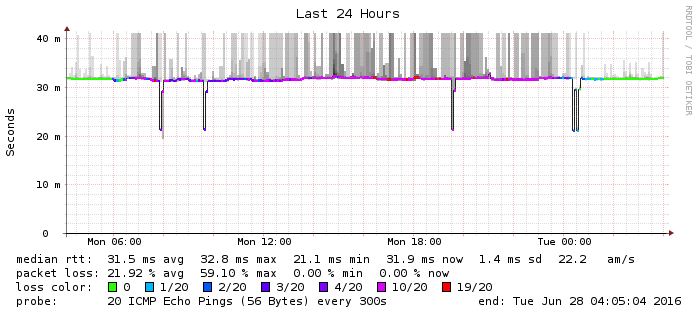 Last 24 Hours
RRDTOOL / TOBI OETIKER
Seconds
40 m
30 m
20 m
10 m
0
Mon 06:00 Mon 12:00 Mon 18:00 Tue 00:00
median rtt: 31.5 ms avg 32.8 ms max 21.1 ms min 31.9 ms now 1.4 ms sd 22.2 am/s
packet loss: 21.92 % avg 59.10 % max 0.00 % min 0.00 % now
loss color: 0 1/20 2/20 3/20 4/20 10/20 19/20
probe: 20 ICMP Echo Pings (56 Bytes) every 300s end: Tue Jun 28 04:05:04 2016